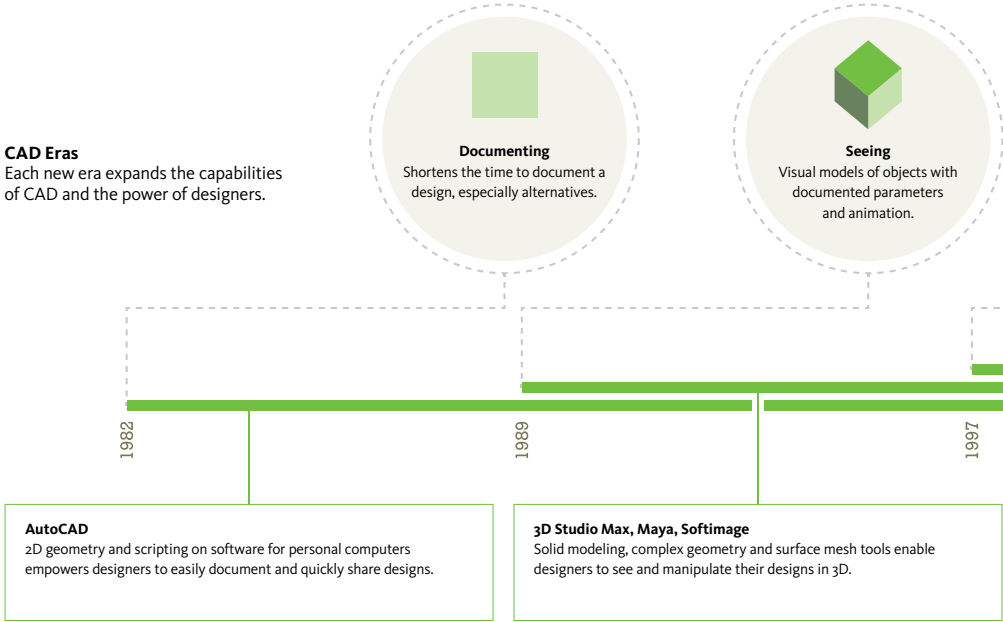 CAD Eras
Each new era expands the capabilities
of CAD and the power of designers.
Documenting
Shortens the time to document a
design, especially alternatives.
Seeing
Visual models of objects with
documented parameters
and animation.
1982
1989
1997
AutoCAD
2D geometry and scripting on software for personal computers
empowers designers to easily document and quickly share designs.
3D Studio Max, Maya, Softimage
Solid modeling, complex geometry and surface mesh tools enable
designers to see and manipulate their designs in 3D.